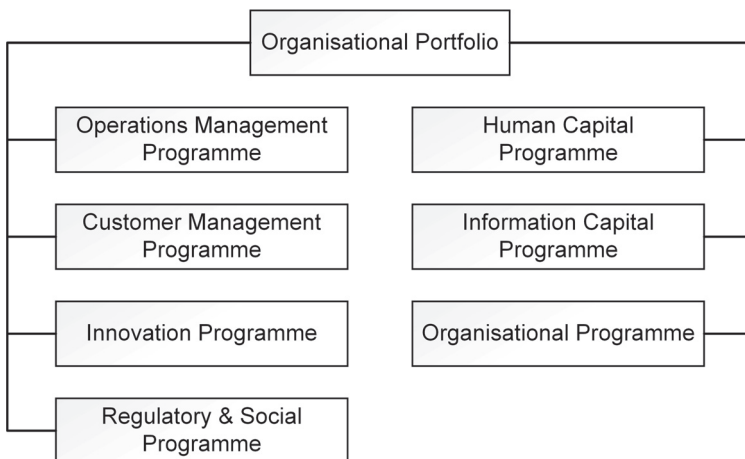 Organisational Portfolio
Operations Management
Programme
Human Capital
Programme
Customer Management
Programme
Information Capital
Programme
Innovation Programme
Organisational Programme
Regulatory & Social
Programme